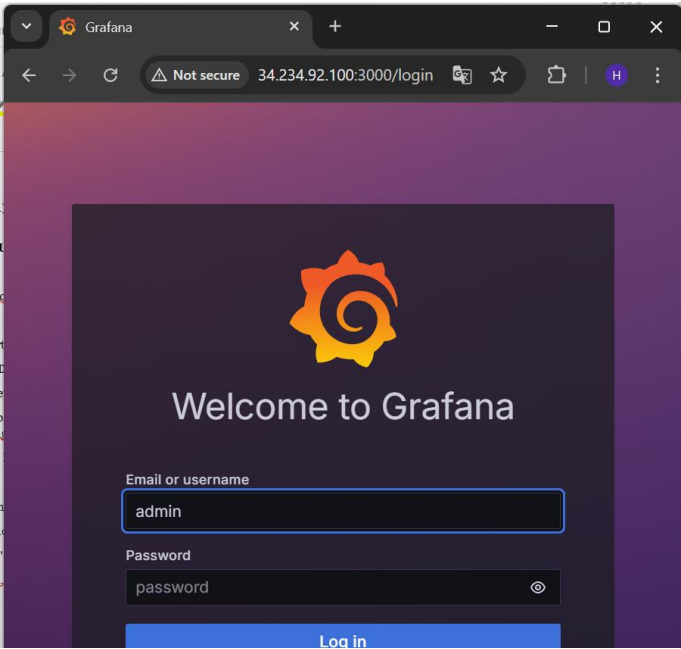 Grafana
Not secure 34.234.92.100:3000/login
H
Welcome to Grafana
Email or username
admin
Password
password
Log in